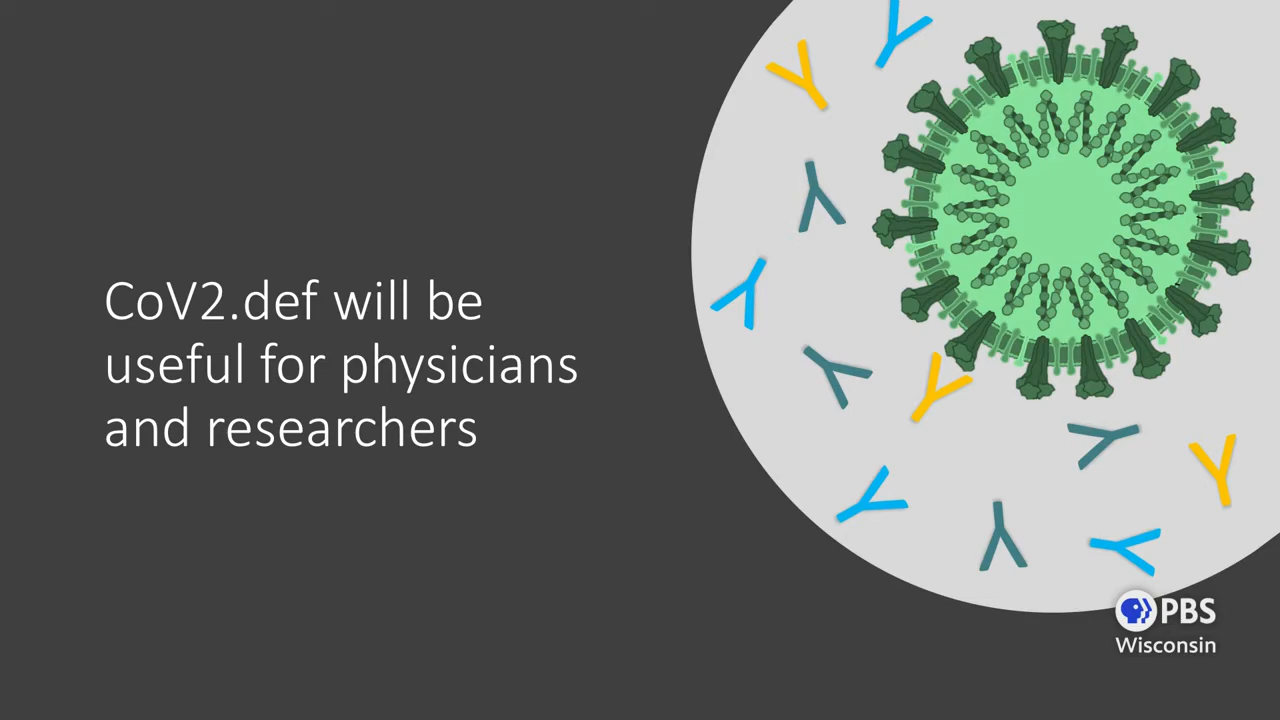 CoV2.def will be
useful for physicians
and researchers
PBS
Wisconsin